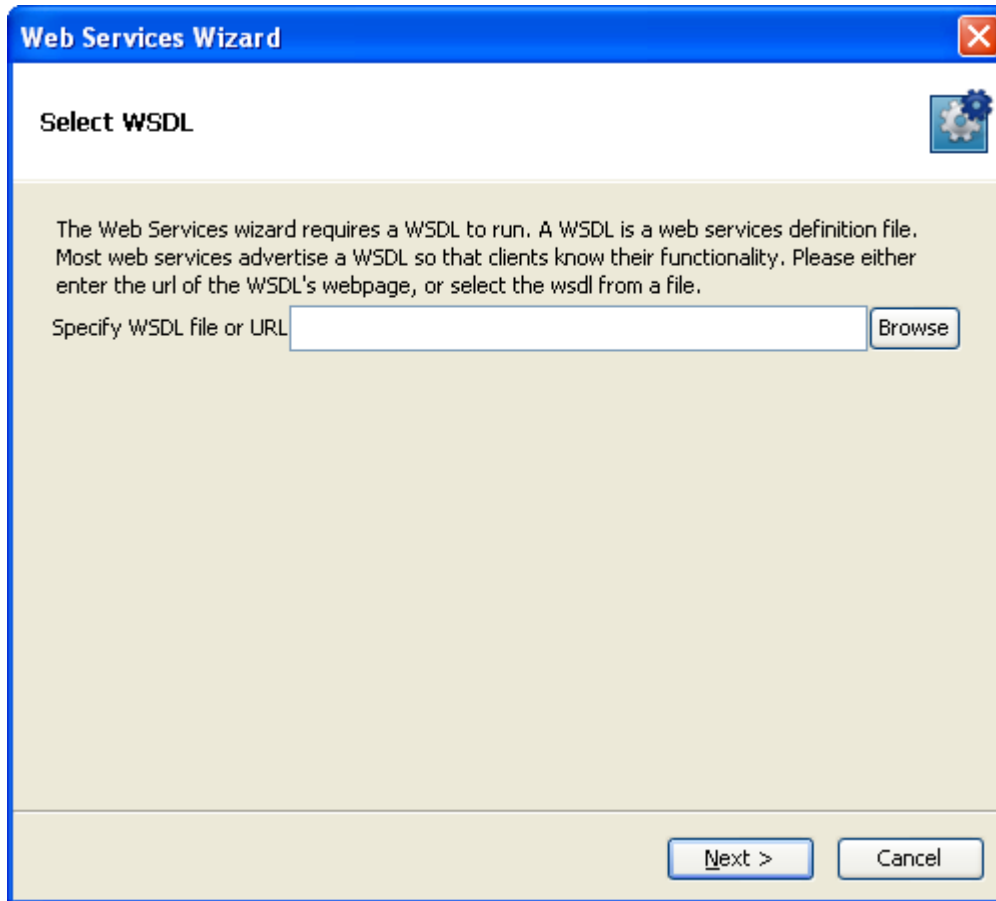 Web Services Wizard
Select WSDL
The Web Services wizard requires a WSDL to run. A WSDL is a web services definition file.
Most web services advertise a WSDL so that clients know their functionality. Please either
enter the url of the WSDL's webpage, or select the wsdl from a file.
Specify WSDL file or URL Browse
Next > Cancel